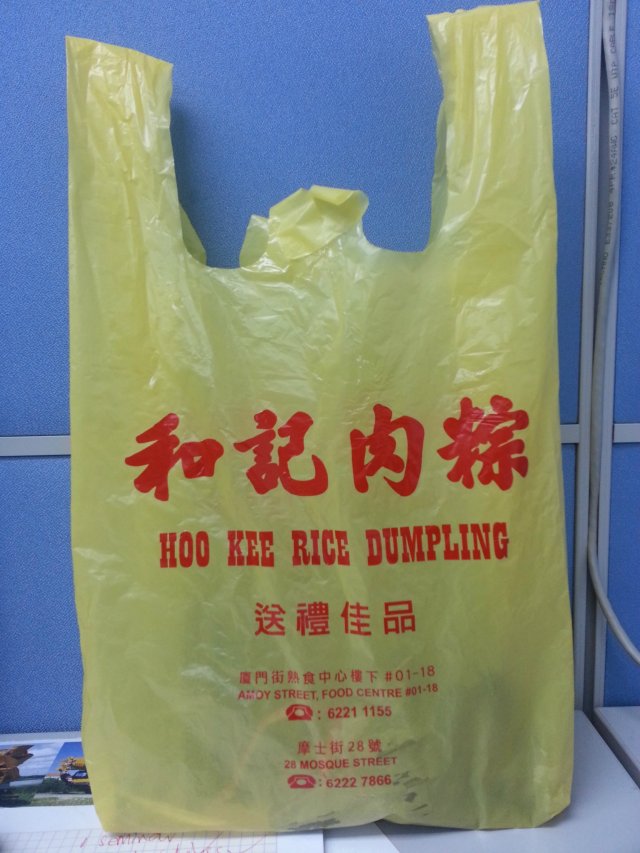 和記肉粽
HOO KEE RICE DUMPLING
送禮佳品
廈門街熟食中心樓下 #01-18
AMOY STREET, FOOD CENTRE #01-18
: 6221 1155
摩士街 28 號
28 MOSQUE STREET
: 6222 7866
seminar